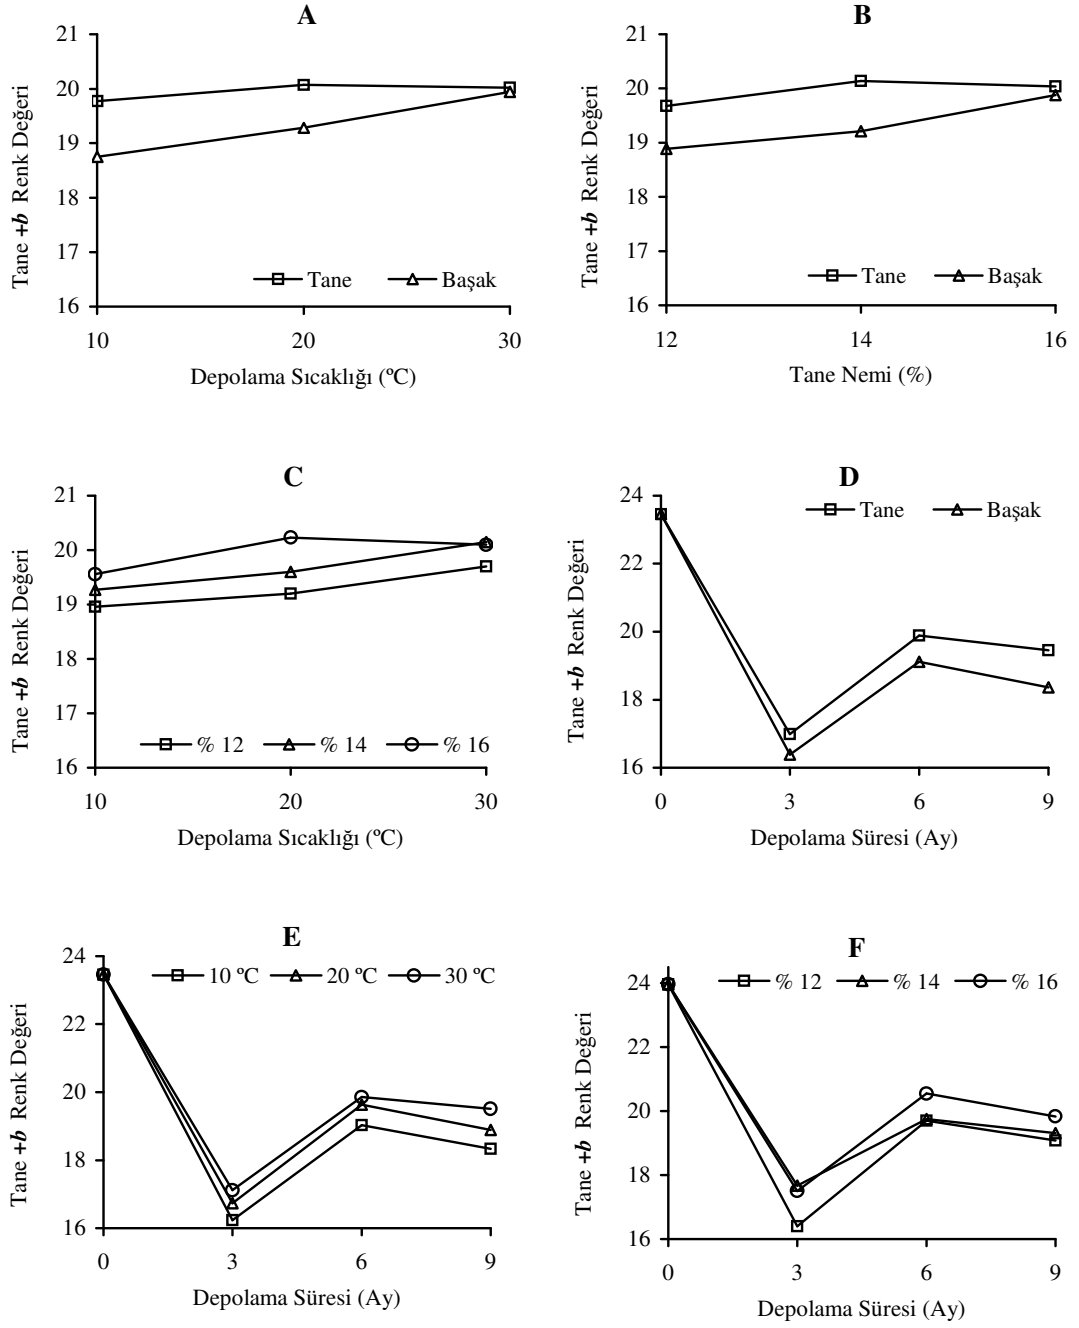 A
21
20
19
18
17
16
10
20
30
Tane +b Renk Değeri
Tane
Başak
Depolama Sıcaklığı (ºC)
B
21
20
19
18
17
16
12
14
16
Tane +b Renk Değeri
Tane
Başak
Tane Nemi (%)
C
21
20
19
18
17
16
10
20
30
Tane +b Renk Değeri
% 12
% 14
% 16
Depolama Sıcaklığı (ºC)
D
24
22
20
18
16
0
3
6
9
Tane +b Renk Değeri
Tane
Başak
Depolama Süresi (Ay)
E
24
22
20
18
16
0
3
6
9
Tane +b Renk Değeri
10 ºC
20 ºC
30 ºC
Depolama Süresi (Ay)
F
24
22
20
18
16
0
3
6
9
Tane +b Renk Değeri
% 12
% 14
% 16
Depolama Süresi (Ay)